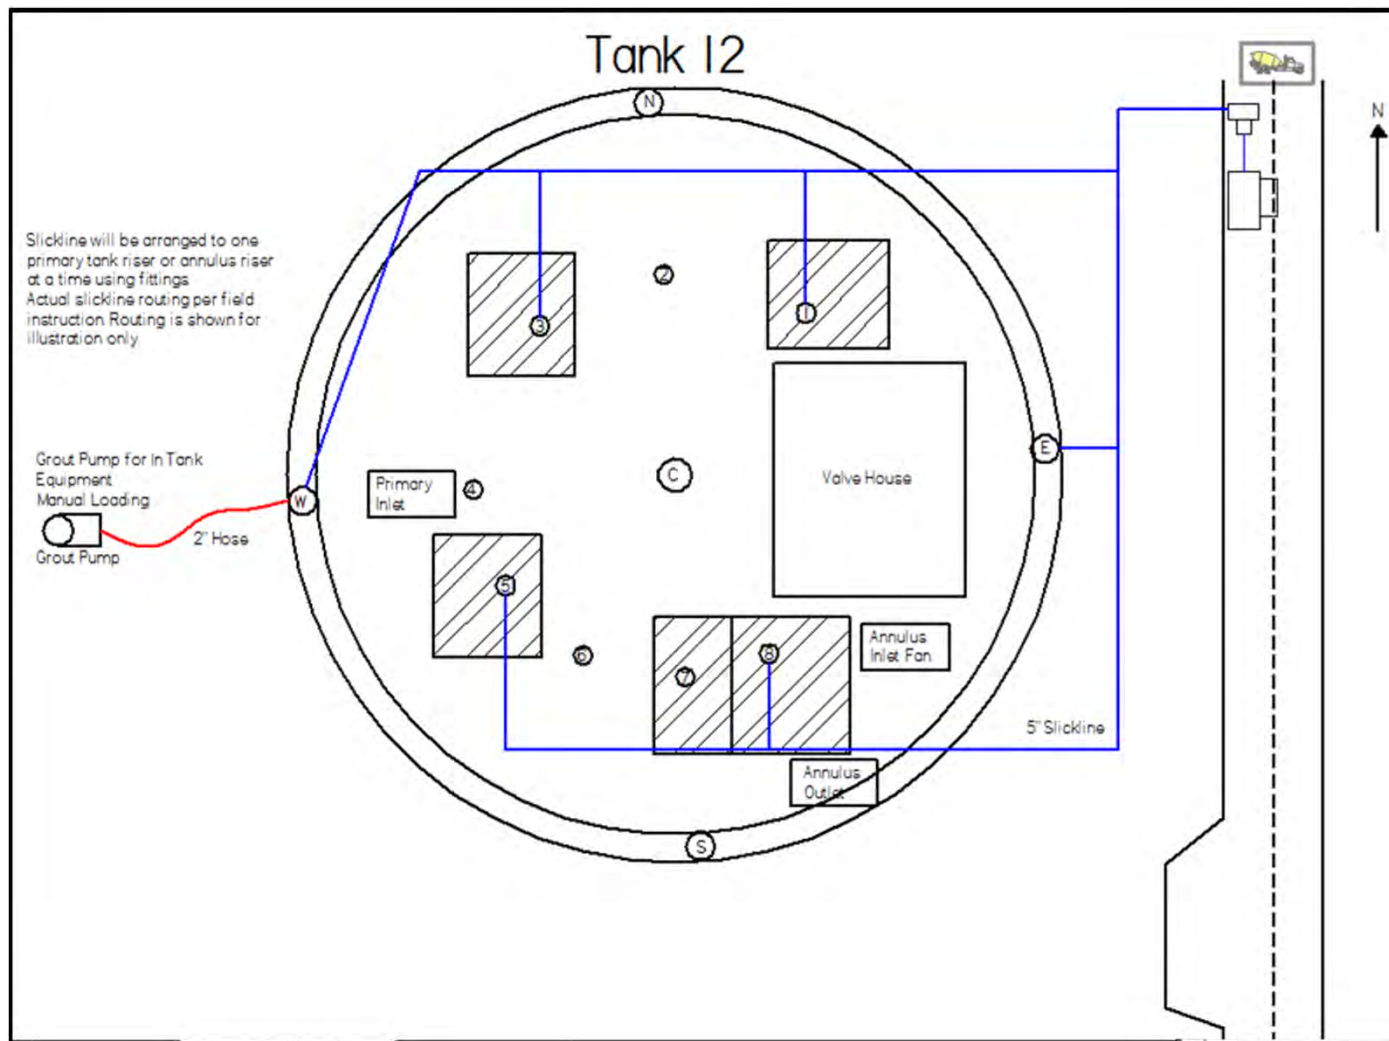 Tank 12
N
N
Slickline will be arranged to one
primary tank riser or annulus riser
at a time using fittings
Actual slickline routing per field
instruction. Routing is shown for
illustration only
2
1
3
Grout Pump for In Tank
Equipment
Manual Loading
Grout Pump
2" Hose
W
Primary
Inlet
4
C
Valve House
E
5
6
7
8
Annulus
Inlet Fan
5" Slickline
Annulus
Outlet
S